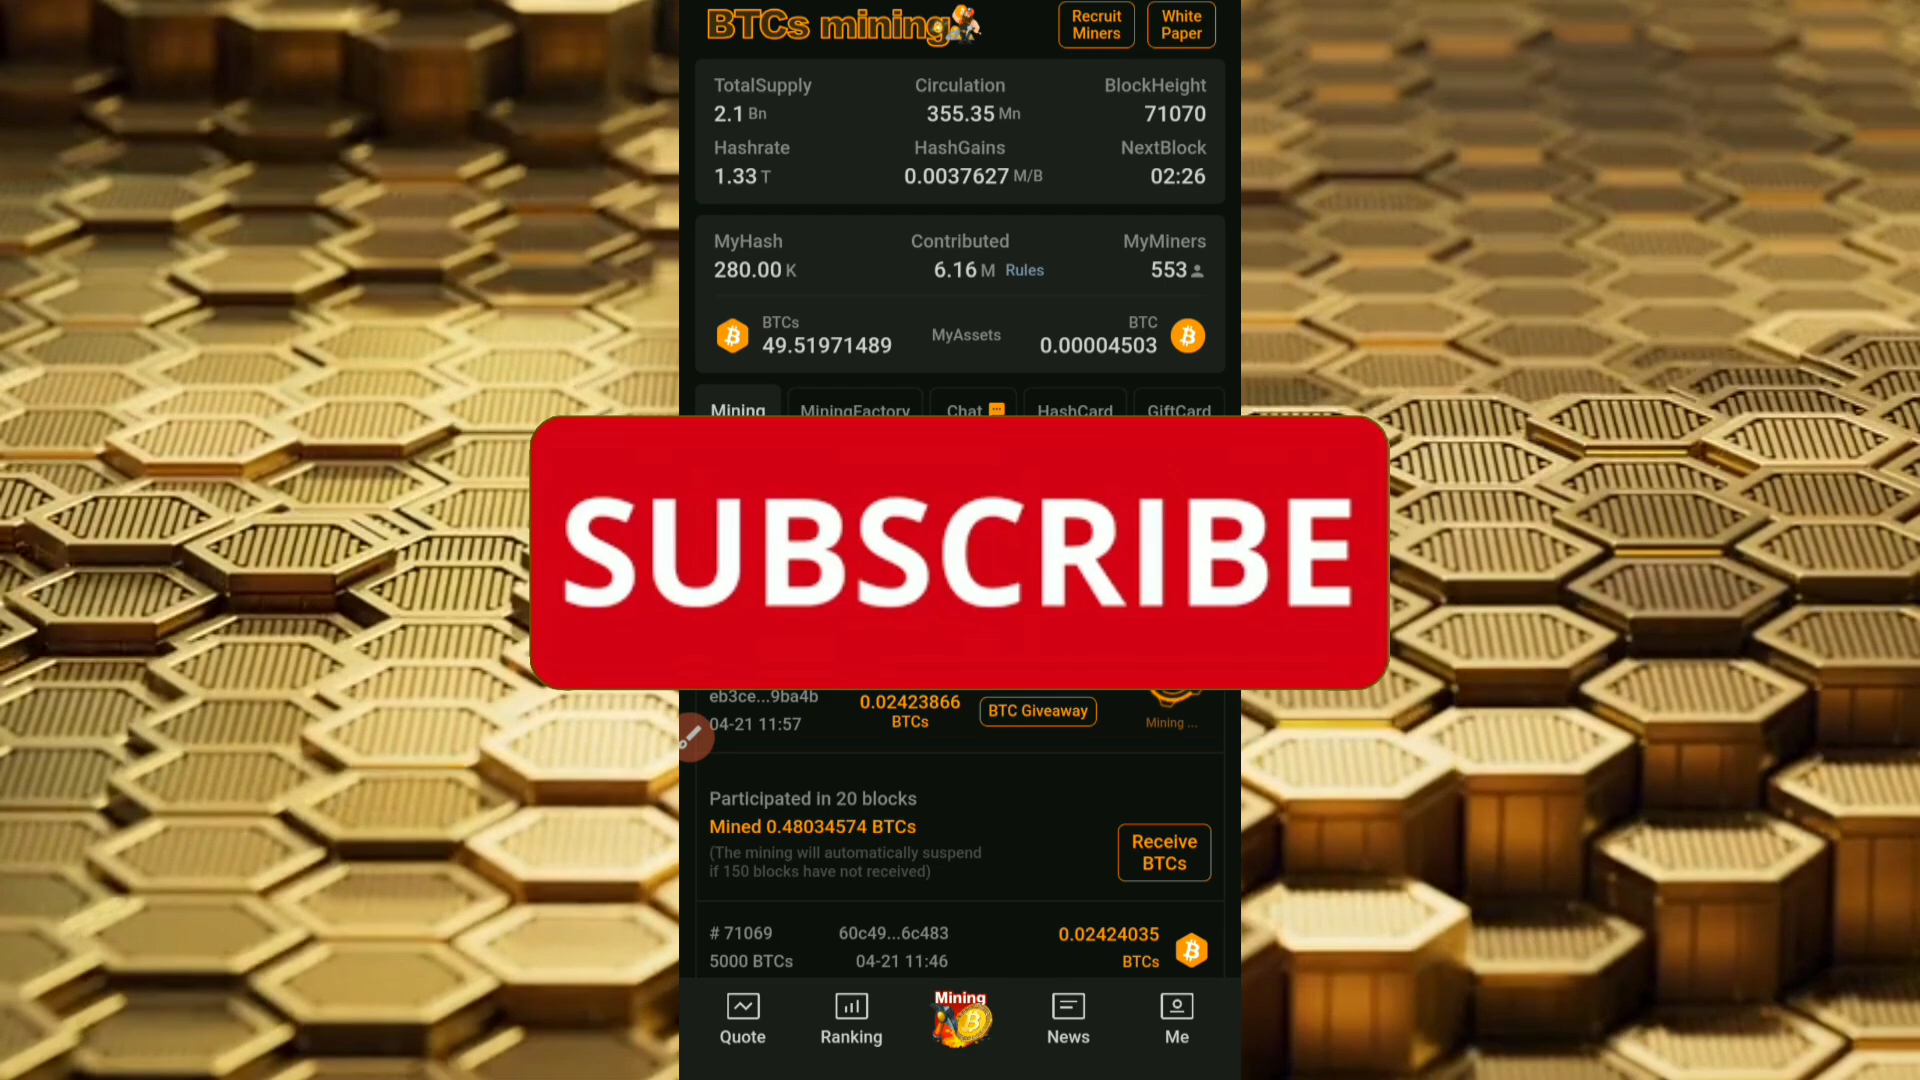 BTCs mining
Recruit Miners
White Paper
TotalSupply Circulation BlockHeight
2.1 Bn 355.35 Mn 71070
Hashrate HashGains NextBlock
1.33 T 0.0037627 M/B 02:26
MyHash Contributed MyMiners
280.00 K 6.16 M Rules 553
BTCs MyAssets BTC
49.51971489 0.00004503
Mining MiningFactory Chat HashCard GiftCard
SUBSCRIBE
eb3ce...9ba4b 0.02423866 BTC Giveaway
04-21 11:57 BTCs Mining ...
Participated in 20 blocks
Mined 0.48034574 BTCs
(The mining will automatically suspend
if 150 blocks have not received)
Receive BTCs
# 71069 60c49...6c483 0.02424035
5000 BTCs 04-21 11:46 BTCs
Mining
Quote Ranking News Me